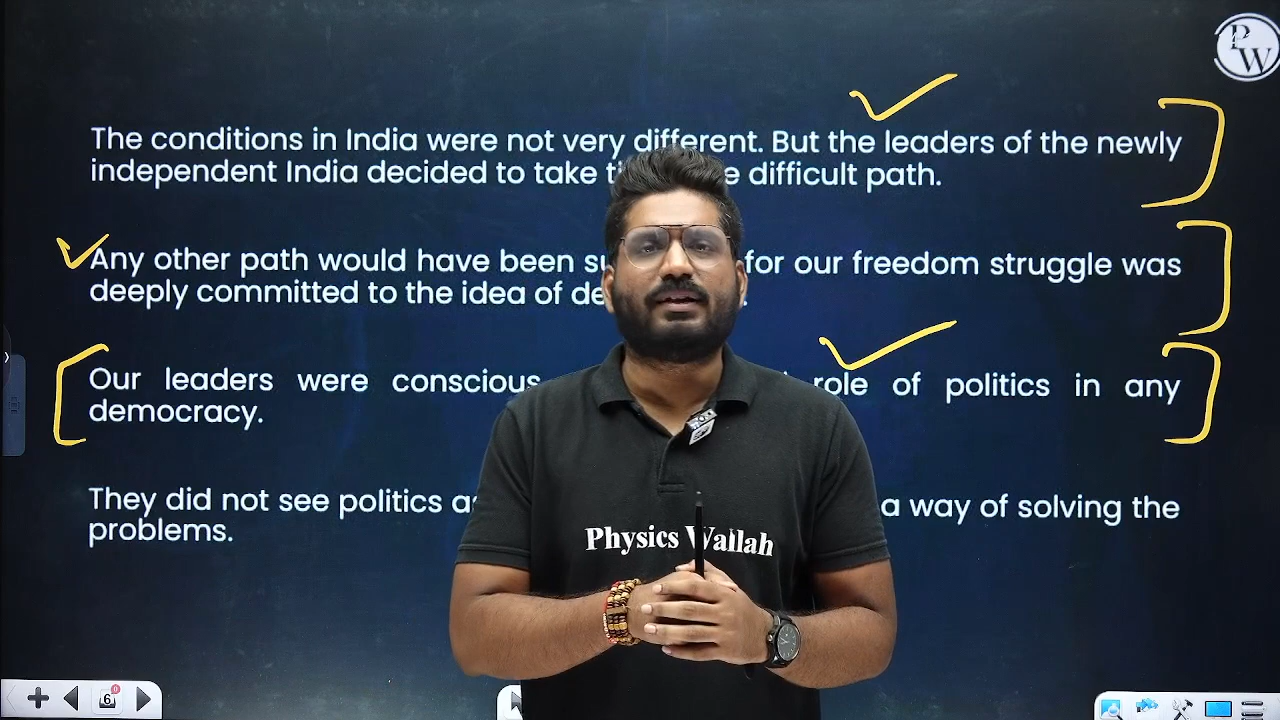 PW
The conditions in India were not very different. But the leaders of the newly
independent India decided to take difficult path.
Any other path would have been for our freedom struggle was
deeply committed to the idea of
Our leaders were conscious role of politics in any
democracy.
They did not see politics a way of solving the
problems.
Physics Wallah
6